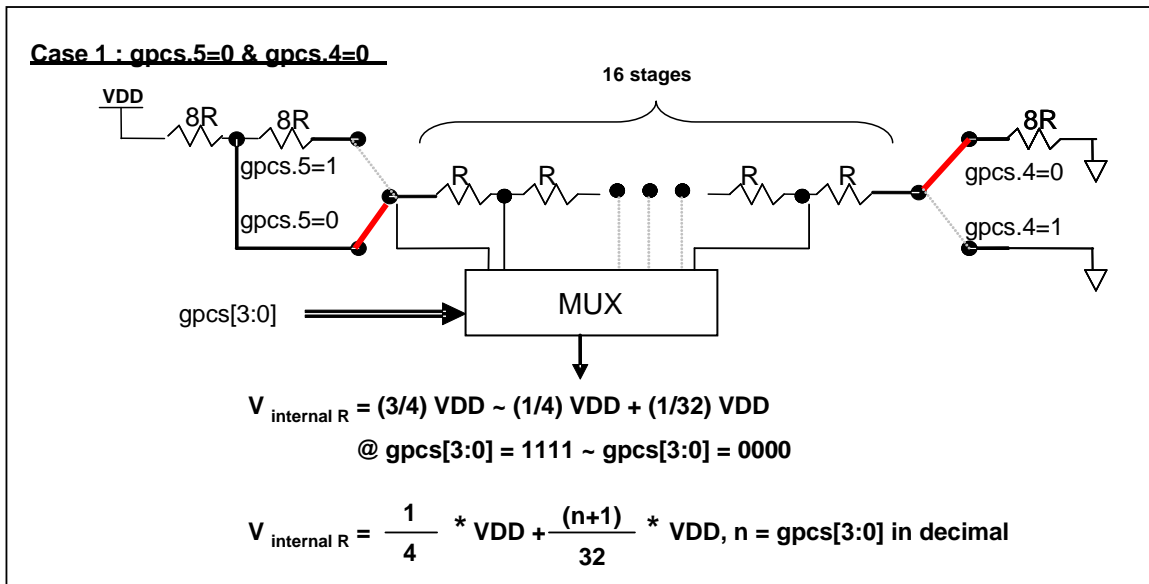 Case 1 : gpcs.5=0 & gpcs.4=0
16 stages
VDD
8R 8R 8R
gpcs.5=1 gpcs.4=0
R R R R
gpcs.5=0 gpcs.4=1
MUX
gpcs[3:0]
V internal R = (3/4) VDD ~ (1/4) VDD + (1/32) VDD
@ gpcs[3:0] = 1111 ~ gpcs[3:0] = 0000
V internal R = 1/4 * VDD + (n+1)/32 * VDD, n = gpcs[3:0] in decimal